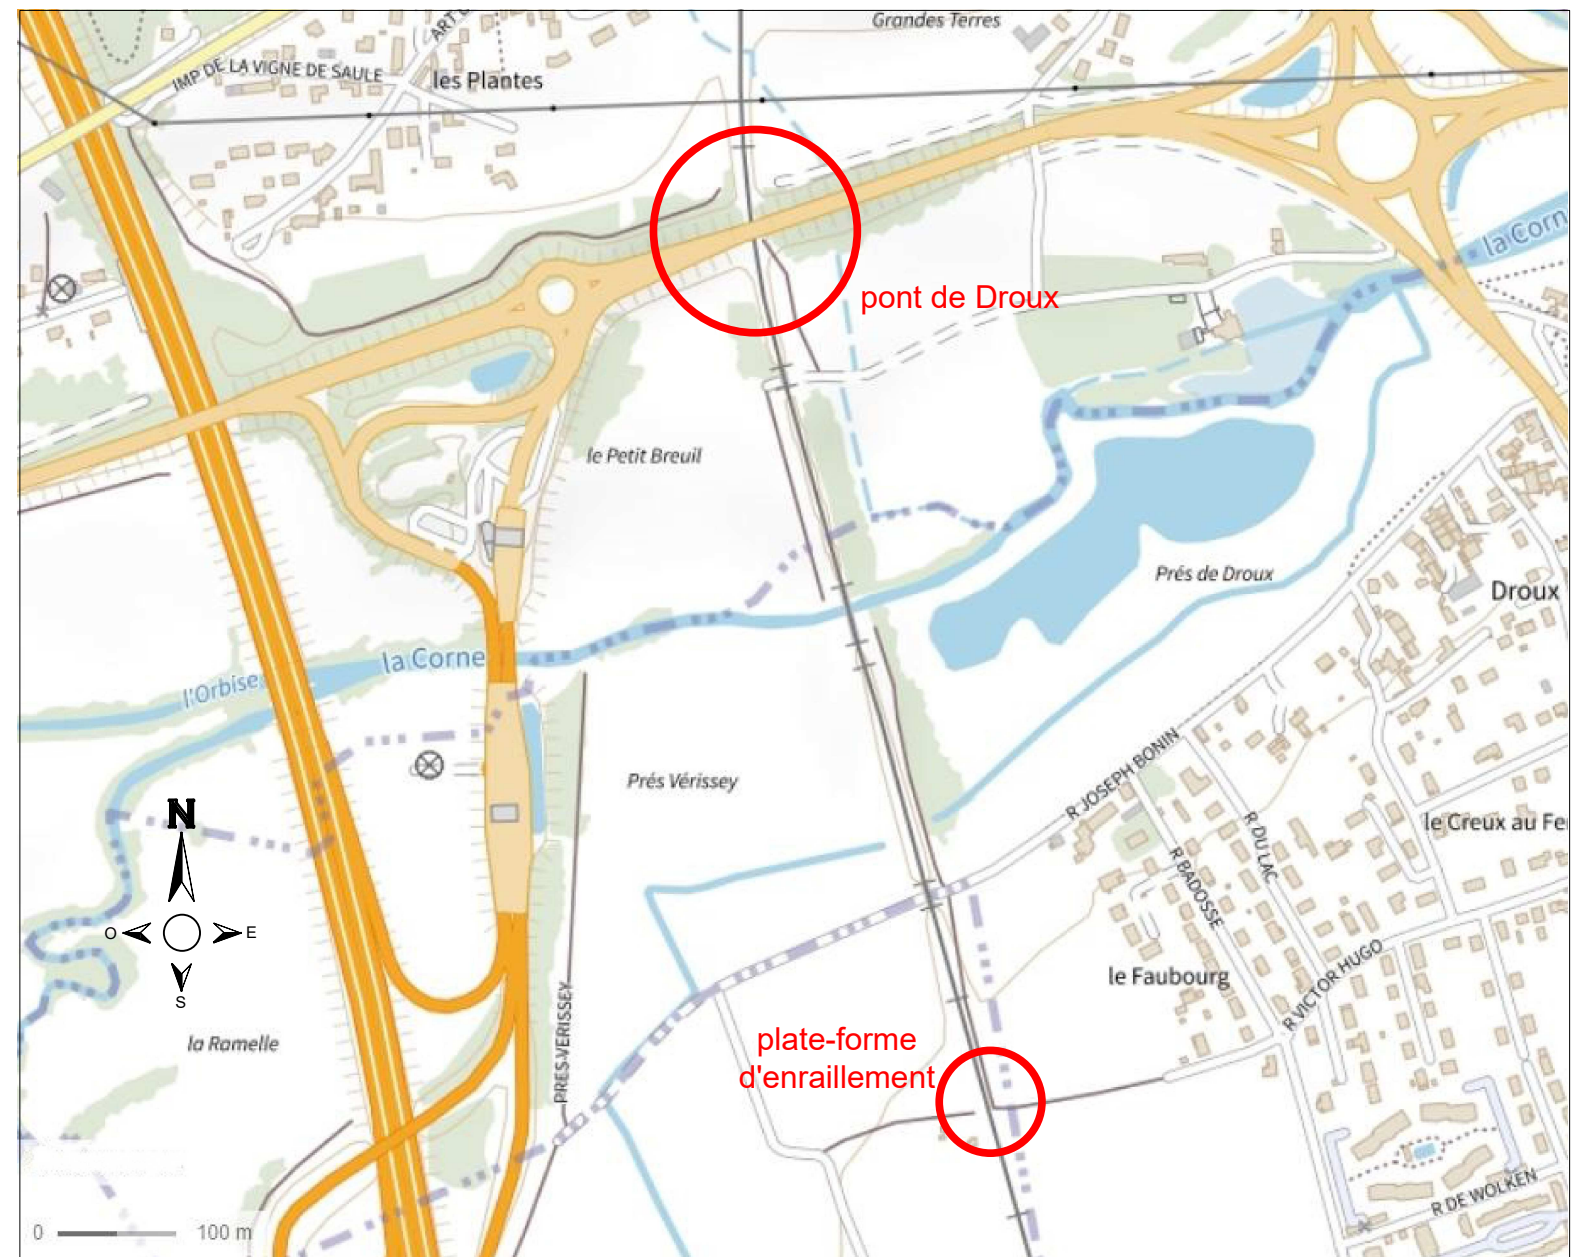 Grandes Terres
ART D
IMP DE LA VIGNE DE SAULE
les Plantes
la Corn
pont de Droux
le Petit Breuil
Prés de Droux
Droux
la Corne
l'Orbise
R JOSEPH BONIN
Prés Vérissey
N
R DU LAC
le Creux au Fe
R BADOSSE
O
E
S
le Faubourg
R VICTOR HUGO
PRES-VERISSEY
la Ramelle
plate-forme
d'enraillement
R DE WOLKEN
0
100 m